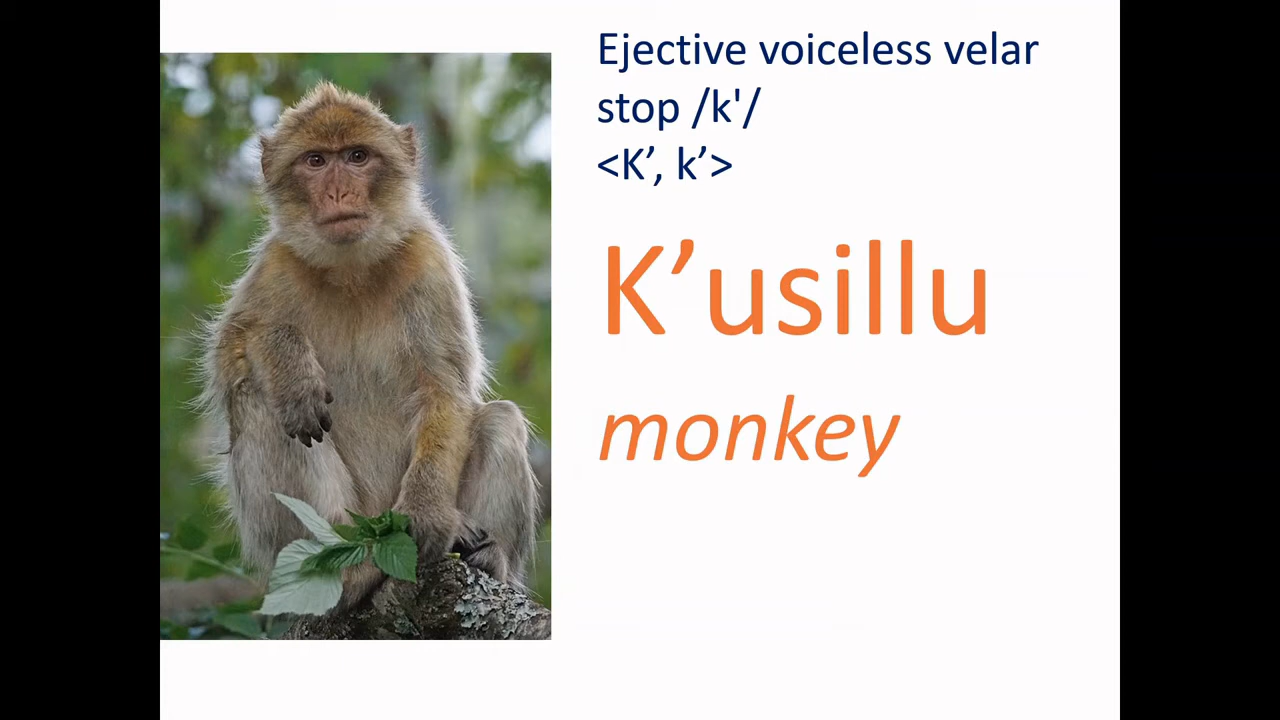 Ejective voiceless velar
stop /k'/
<K’, k’>
K’usillu
monkey